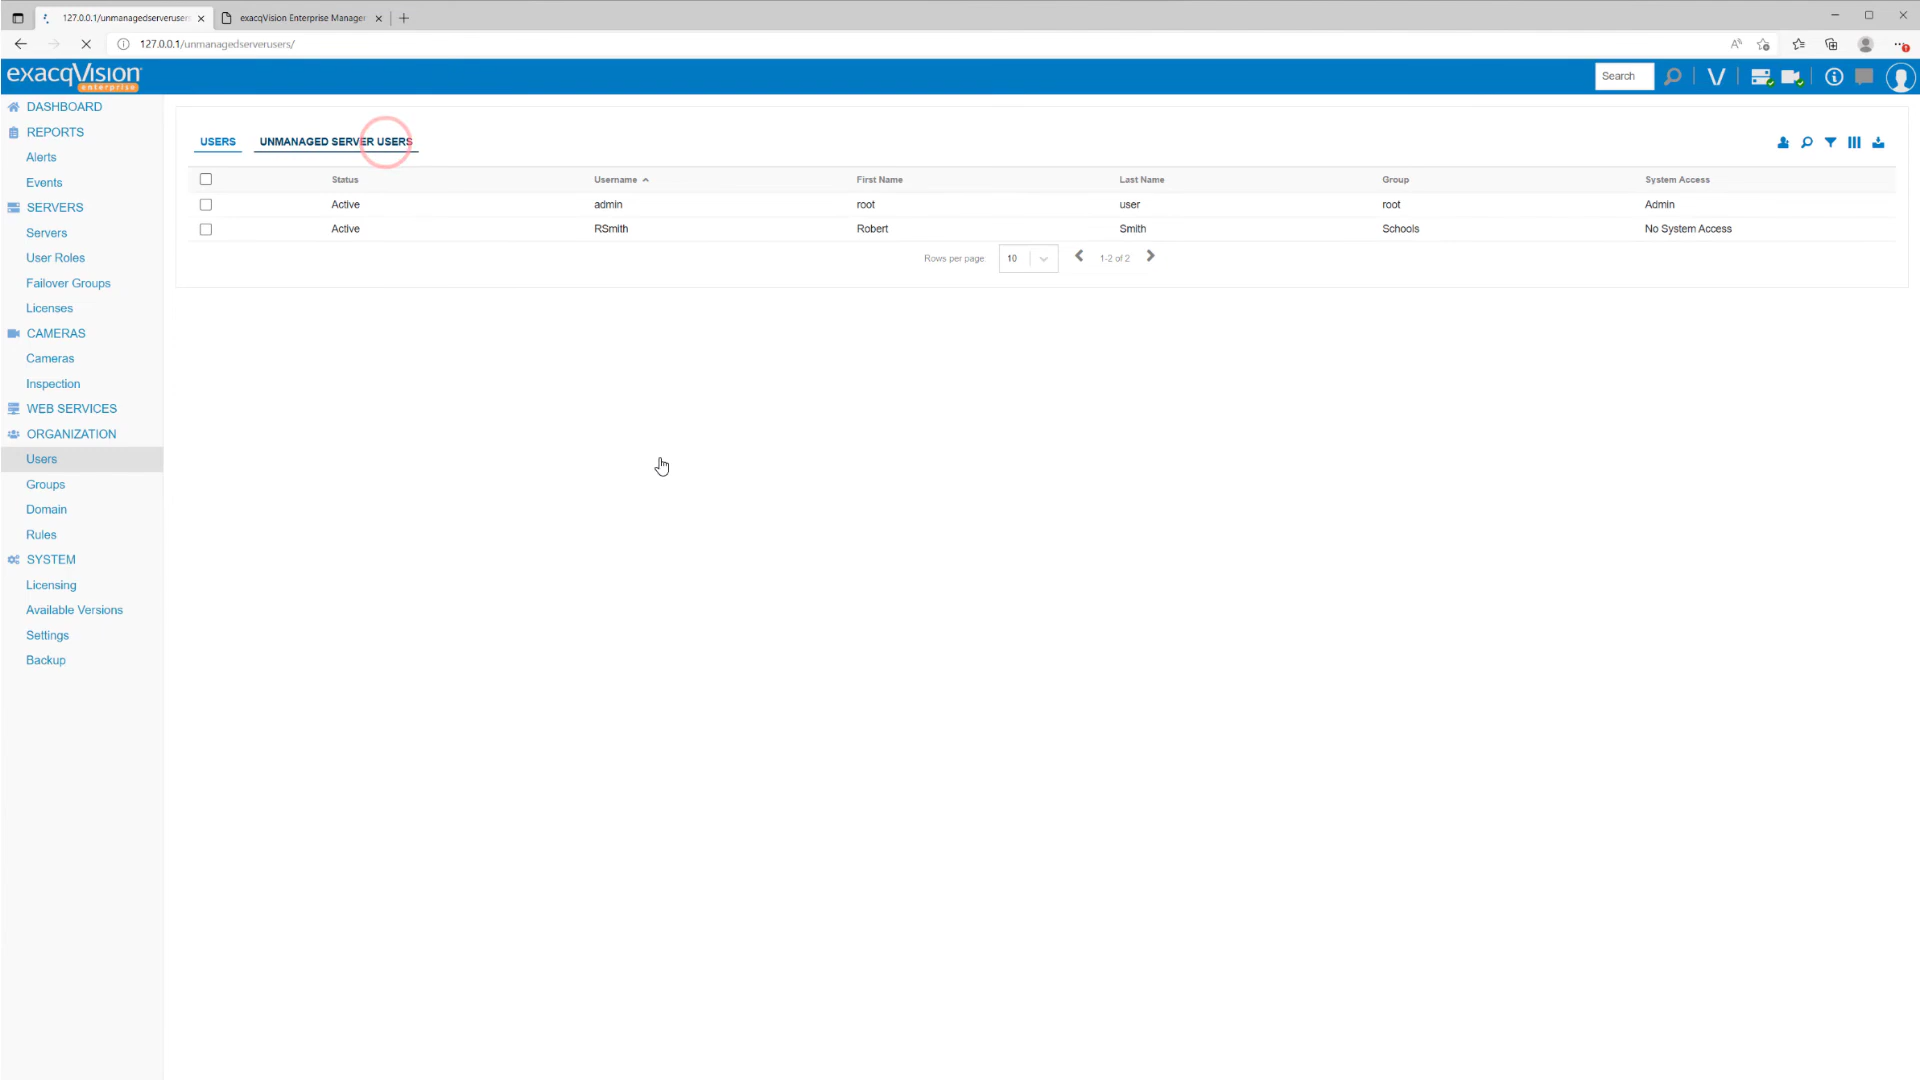 127.0.0.1/unmanagedserverusers
exacqVision Enterprise Manager
127.0.0.1/unmanagedserverusers/
exacqVision
enterprise
Search
DASHBOARD
REPORTS
Alerts
Events
SERVERS
Servers
User Roles
Failover Groups
Licenses
CAMERAS
Cameras
Inspection
WEB SERVICES
ORGANIZATION
Users
Groups
Domain
Rules
SYSTEM
Licensing
Available Versions
Settings
Backup
USERS UNMANAGED SERVER USERS
Status Username First Name Last Name Group System Access
Active admin root user root Admin
Active RSmith Robert Smith Schools No System Access
Rows per page: 10 1-2 of 2